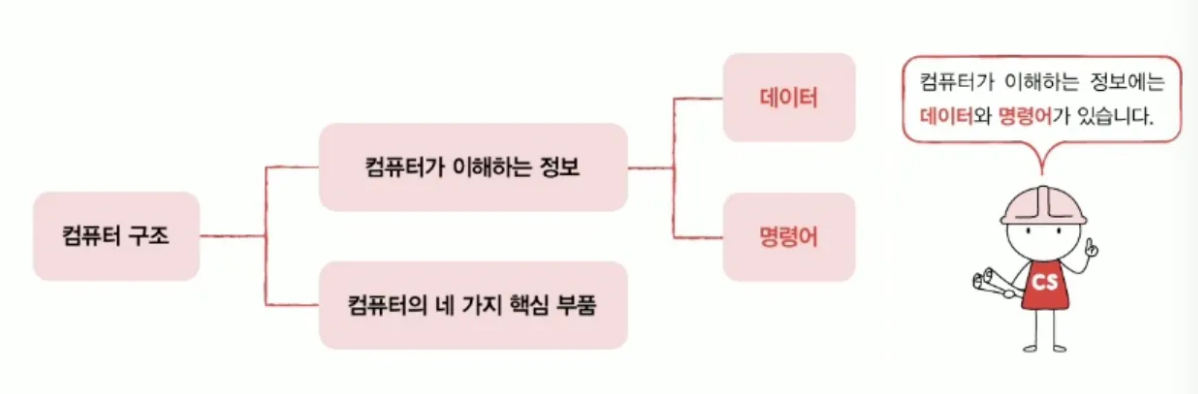 컴퓨터 구조
컴퓨터가 이해하는 정보
컴퓨터의 네 가지 핵심 부품
데이터
명령어
컴퓨터가 이해하는 정보에는
데이터와 명령어가 있습니다.
CS